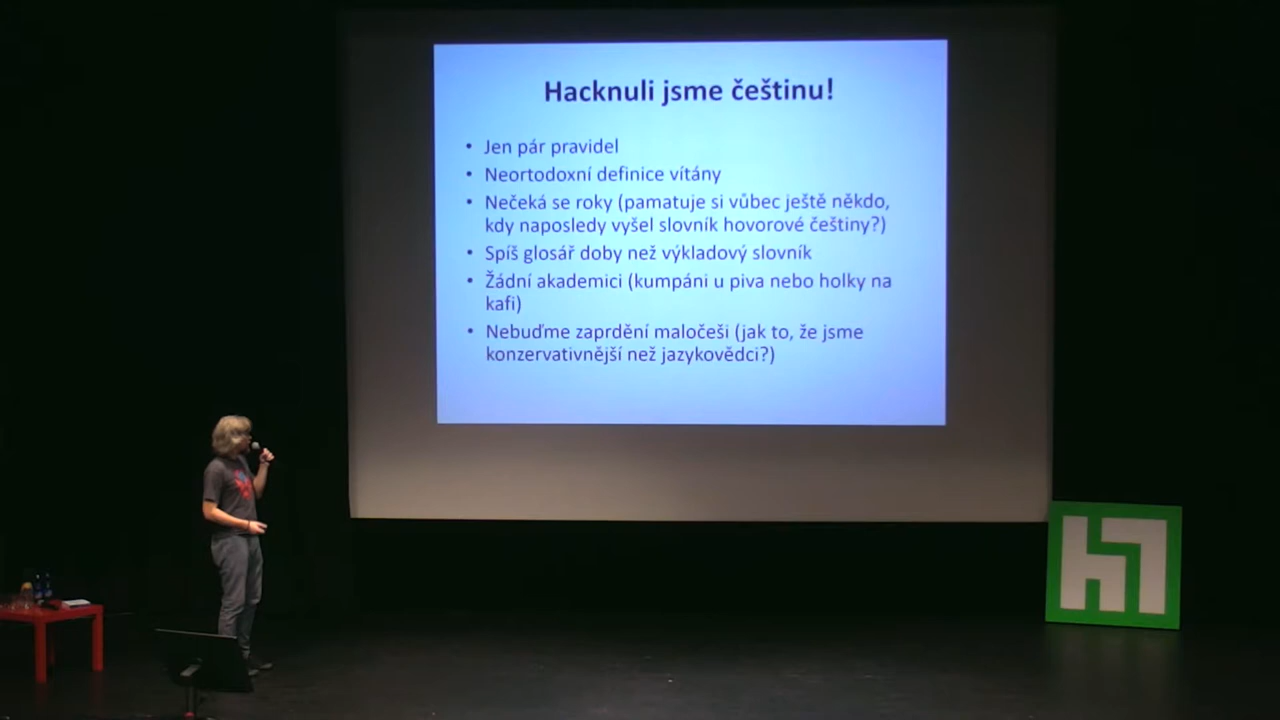 Hacknuli jsme češtinu!
• Jen pár pravidel
• Neortodoxní definice vítány
• Nečeká se roky (pamatuje si vůbec ještě někdo,
kdy naposledy vyšel slovník hovorové češtiny?)
• Spíš glosář doby než výkladový slovník
• Žádní akademici (kumpáni u piva nebo holky na
kafi)
• Nebuďme zaprdění maločeši (jak to, že jsme
konzervativnější než jazykovědci?)